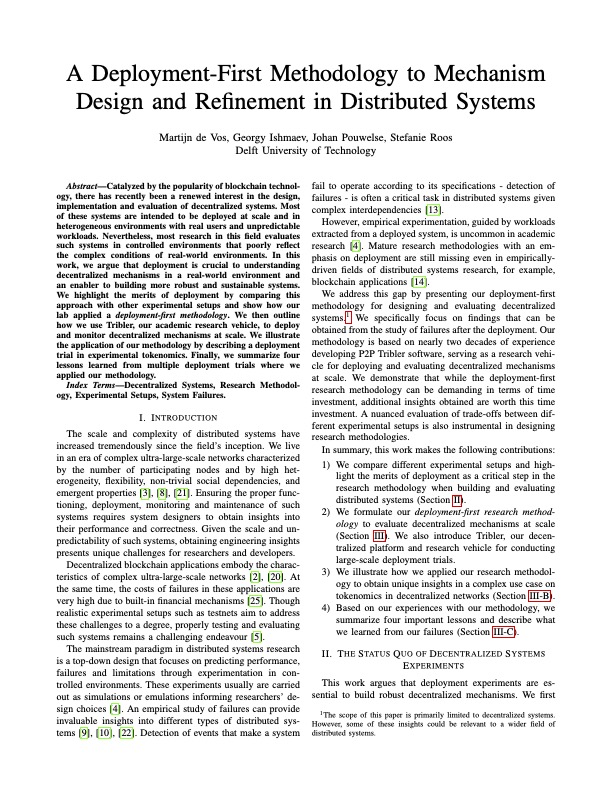 A Deployment-First Methodology to Mechanism
Design and Refinement in Distributed Systems
Martijn de Vos, Georgy Ishmaev, Johan Pouwelse, Stefanie Roos
Delft University of Technology
Abstract—Catalyzed by the popularity of blockchain technol-
ogy, there has recently been a renewed interest in the design,
implementation and evaluation of decentralized systems. Most
of these systems are intended to be deployed at scale and in
heterogeneous environments with real users and unpredictable
workloads. Nevertheless, most research in this field evaluates
such systems in controlled environments that poorly reflect
the complex conditions of real-world environments. In this
work, we argue that deployment is crucial to understanding
decentralized mechanisms in a real-world environment and
an enabler to building more robust and sustainable systems.
We highlight the merits of deployment by comparing this
approach with other experimental setups and show how our
lab applied a deployment-first methodology. We then outline
how we use Tribler, our academic research vehicle, to deploy
and monitor decentralized mechanisms at scale. We illustrate
the application of our methodology by describing a deployment
trial in experimental tokenomics. Finally, we summarize four
lessons learned from multiple deployment trials where we
applied our methodology.
Index Terms—Decentralized Systems, Research Methodol-
ogy, Experimental Setups, System Failures.
I. INTRODUCTION
The scale and complexity of distributed systems have
increased tremendously since the field's inception. We live
in an era of complex ultra-large-scale networks characterized
by the number of participating nodes and by high het-
erogeneity, flexibility, non-trivial social dependencies, and
emergent properties [3], [8], [21]. Ensuring the proper func-
tioning, deployment, monitoring and maintenance of such
systems requires system designers to obtain insights into
their performance and correctness. Given the scale and un-
predictability of such systems, obtaining engineering insights
presents unique challenges for researchers and developers.
Decentralized blockchain applications embody the charac-
teristics of complex ultra-large-scale networks [2], [20]. At
the same time, the costs of failures in these applications are
very high due to built-in financial mechanisms [25]. Though
realistic experimental setups such as testnets aim to address
these challenges to a degree, properly testing and evaluating
such systems remains a challenging endeavour [5].
The mainstream paradigm in distributed systems research
is a top-down design that focuses on predicting performance,
failures and limitations through experimentation in con-
trolled environments. These experiments usually are carried
out as simulations or emulations informing researchers' de-
sign choices [4]. An empirical study of failures can provide
invaluable insights into different types of distributed sys-
tems [9], [10], [22]. Detection of events that make a system
fail to operate according to its specifications - detection of
failures - is often a critical task in distributed systems given
complex interdependencies [13].
However, empirical experimentation, guided by workloads
extracted from a deployed system, is uncommon in academic
research [4]. Mature research methodologies with an em-
phasis on deployment are still missing even in empirically-
driven fields of distributed systems research, for example,
blockchain applications [14].
We address this gap by presenting our deployment-first
methodology for designing and evaluating decentralized
systems.1 We specifically focus on findings that can be
obtained from the study of failures after the deployment. Our
methodology is based on nearly two decades of experience
developing P2P Tribler software, serving as a research vehi-
cle for deploying and evaluating decentralized mechanisms
at scale. We demonstrate that while the deployment-first
research methodology can be demanding in terms of time
investment, additional insights obtained are worth this time
investment. A nuanced evaluation of trade-offs between dif-
ferent experimental setups is also instrumental in designing
research methodologies.
In summary, this work makes the following contributions:
1) We compare different experimental setups and high-
light the merits of deployment as a critical step in the
research methodology when building and evaluating
distributed systems (Section II).
2) We formulate our deployment-first research method-
ology to evaluate decentralized mechanisms at scale
(Section III). We also introduce Tribler, our decen-
tralized platform and research vehicle for conducting
large-scale deployment trials.
3) We illustrate how we applied our research methodol-
ogy to obtain unique insights in a complex use case on
tokenomics in decentralized networks (Section III-B).
4) Based on our experiences with our methodology, we
summarize four important lessons and describe what
we learned from our failures (Section III-C).
II. THE STATUS QUO OF DECENTRALIZED SYSTEMS
EXPERIMENTS
This work argues that deployment experiments are es-
sential to build robust decentralized mechanisms. We first
1The scope of this paper is primarily limited to decentralized systems.
However, some of these insights could be relevant to a wider field of
distributed systems.